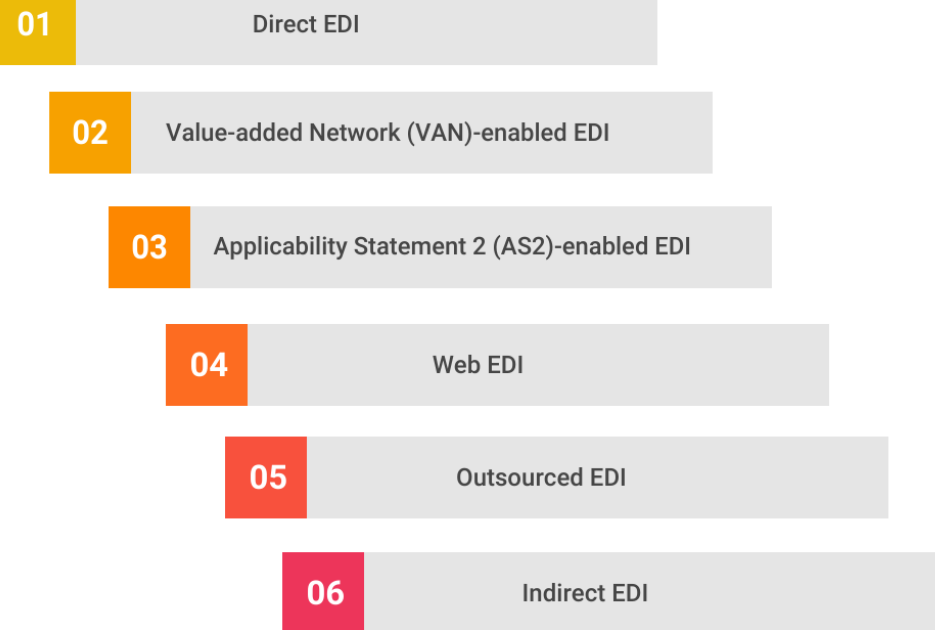 01 Direct EDI
02 Value-added Network (VAN)-enabled EDI
03 Applicability Statement 2 (AS2)-enabled EDI
04 Web EDI
05 Outsourced EDI
06 Indirect EDI